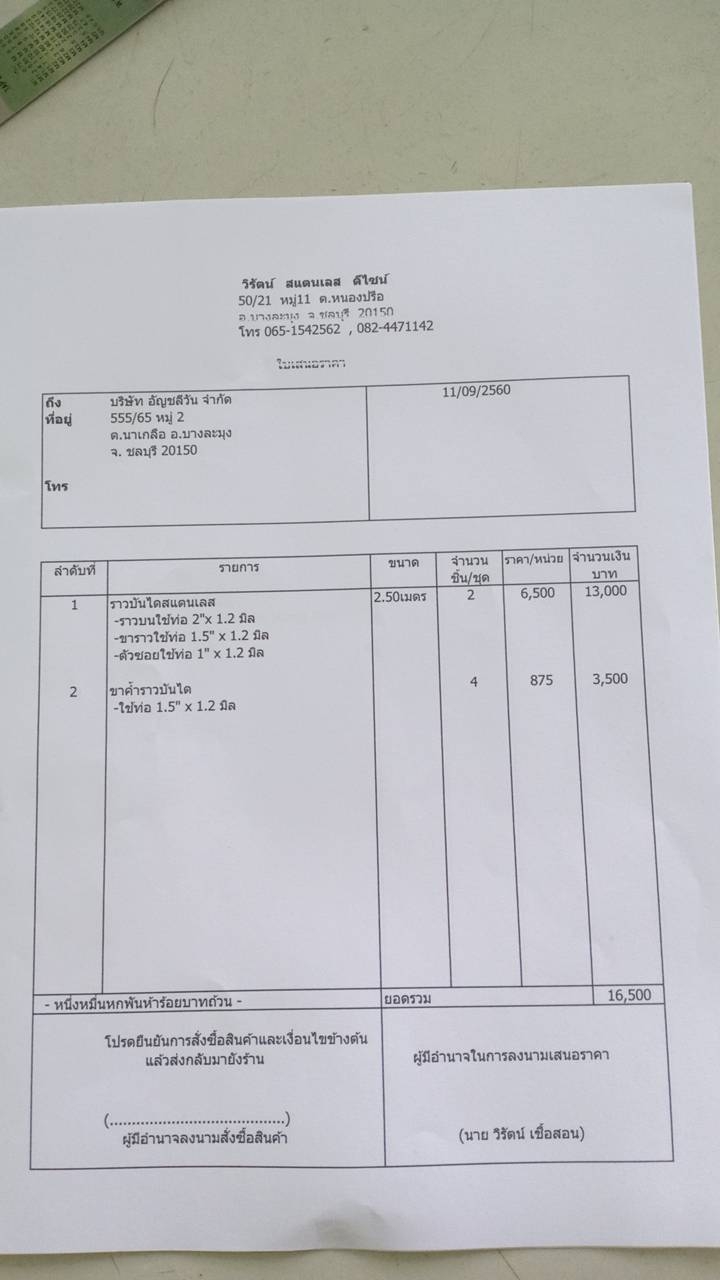 วิรัตน์ สแตนเลส ดีไซน์
50/21 หมู่11 ต.หนองปรือ
อ.บางละมุง จ.ชลบุรี 20150
โทร 065-1542562 , 082-4471142
ใบเสนอราคา
ถึง บริษัท อัญชลีวัน จำกัด 11/09/2560
ที่อยู่ 555/65 หมู่ 2
ต.นาเกลือ อ.บางละมุง
จ. ชลบุรี 20150
โทร
ลำดับที่ รายการ ขนาด จำนวน ราคา/หน่วย จำนวนเงิน
ชิ้น/ชุด บาท
1 ราวบันไดสแตนเลส 2.50เมตร 2 6,500 13,000
-ราวบนใช้ท่อ 2"x 1.2 มิล
-ขาราวใช้ท่อ 1.5" x 1.2 มิล
-ตัวซอยใช้ท่อ 1" x 1.2 มิล
2 ขาค้ำราวบันได 4 875 3,500
-ใช้ท่อ 1.5" x 1.2 มิล
- หนึ่งหมื่นหกพันห้าร้อยบาทถ้วน - ยอดรวม 16,500
โปรดยืนยันการสั่งซื้อสินค้าและเงื่อนไขข้างต้น
แล้วส่งกลับมายังร้าน
ผู้มีอำนาจในการลงนามเสนอราคา
(........................................)
ผู้มีอำนาจลงนามสั่งซื้อสินค้า
(นาย วิรัตน์ เชื้อสอน)